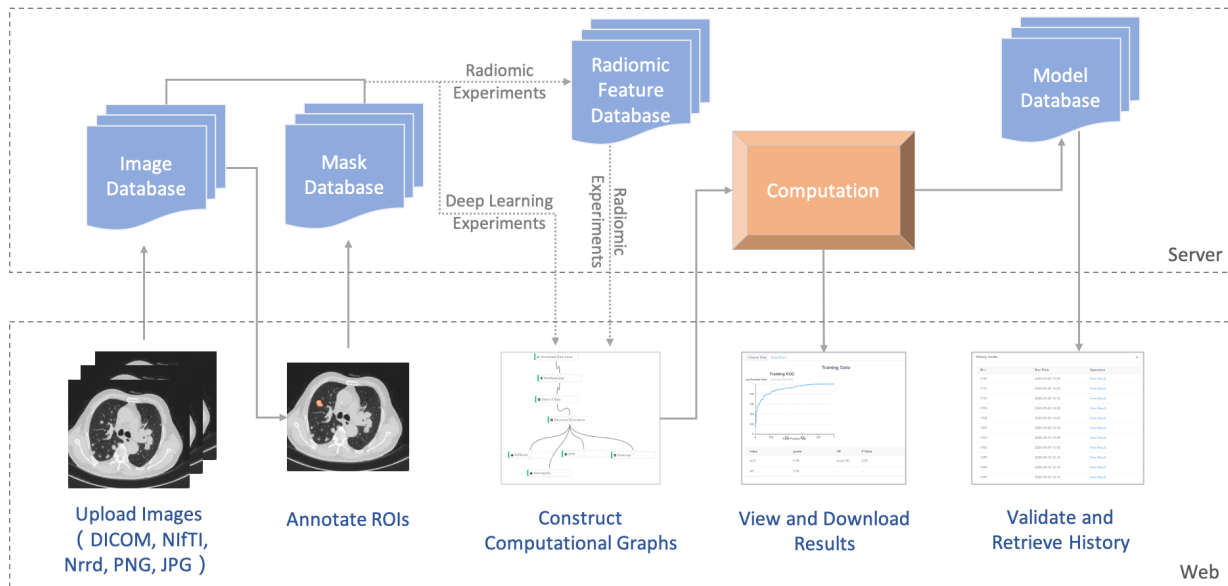 Radiomic
Experiments
Radiomic
Feature
Database
Model
Database
Image
Database
Mask
Database
Computation
Deep Learning
Experiments
Radiomic
Experiments
Server
Training Data
Training ROC
Upload Images
( DICOM, NIfTI,
Nrrd, PNG, JPG )
Annotate ROIs
Construct
Computational Graphs
View and Download
Results
Validate and
Retrieve History
Web